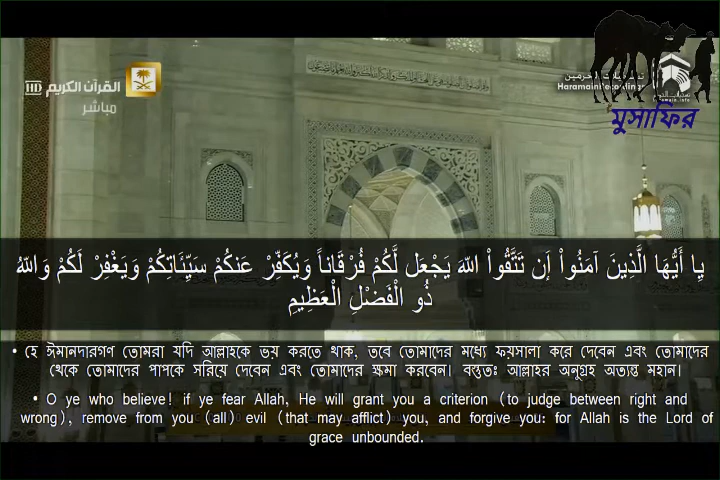 القرآن الكريم HD
مباشر
HaramainRecordings
মুসাফির
يِا أَيُّهَا الَّذِينَ آمَنُواْ إَن تَتَّقُواْ اللّهَ يَجْعَل لَّكُمْ فُرْقَاناً وَيُكَفِّرْ عَنكُمْ سَيِّئَاتِكُمْ وَيَغْفِرْ لَكُمْ وَاللّهُ
ذُو الْفَضْلِ الْعَظِيمِ
• হে ঈমানদারগণ তোমরা যদি আল্লাহকে ভয় করতে থাক, তবে তোমাদের মধ্যে ফয়সালা করে দেবেন এবং তোমাদের
থেকে তোমাদের পাপকে সরিয়ে দেবেন এবং তোমাদের ক্ষমা করবেন। বস্তুতঃ আল্লাহর অনুগ্রহ অত্যন্ত মহান।
• O ye who believe! if ye fear Allah, He will grant you a criterion (to judge between right and
wrong), remove from you (all) evil (that may afflict) you, and forgive you: for Allah is the Lord of
grace unbounded.